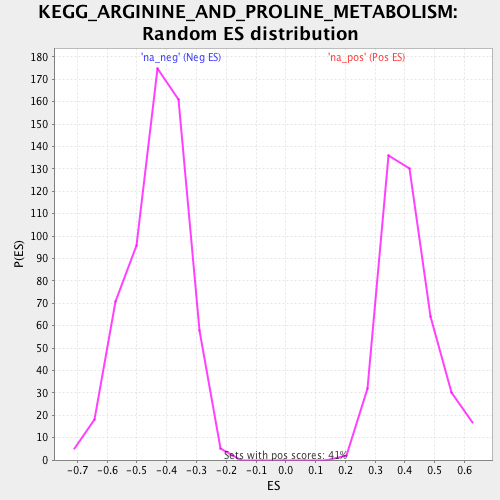 KEGG_ARGININE_AND_PROLINE_METABOLISM:
Random ES distribution
'na_neg' (Neg ES)
'na_pos' (Pos ES)
180
170
160
150
140
130
120
110
100
90
80
70
60
50
40
30
20
10
0
P(ES)
Sets with pos scores: 41%
-0.7 -0.6 -0.5 -0.4 -0.3 -0.2 -0.1 0.0 0.1 0.2 0.3 0.4 0.5 0.6
ES